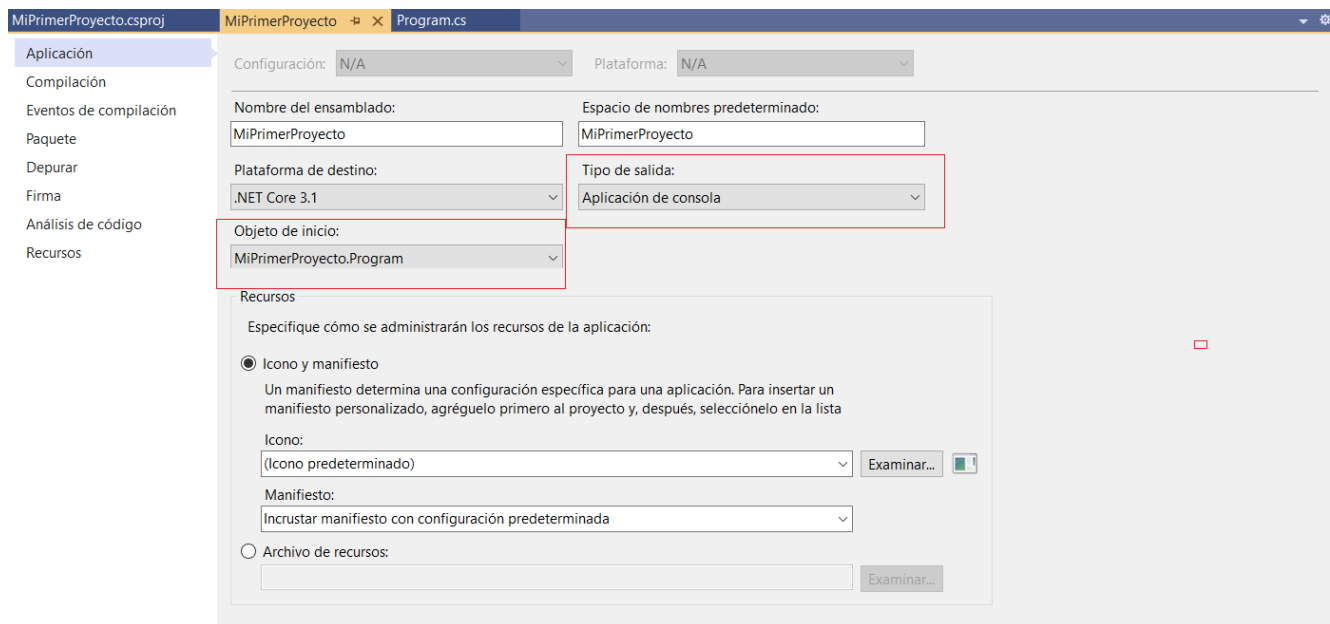 MiPrimerProyecto.csproj MiPrimerProyecto Program.cs
Aplicación
Compilación
Eventos de compilación
Paquete
Depurar
Firma
Análisis de código
Recursos
Configuración: N/A Plataforma: N/A
Nombre del ensamblado: Espacio de nombres predeterminado:
MiPrimerProyecto MiPrimerProyecto
Plataforma de destino: Tipo de salida:
.NET Core 3.1 Aplicación de consola
Objeto de inicio:
MiPrimerProyecto.Program
Recursos
Especifique cómo se administrarán los recursos de la aplicación:
Icono y manifiesto
Un manifiesto determina una configuración específica para una aplicación. Para insertar un
manifiesto personalizado, agréguelo primero al proyecto y, después, selecciónelo en la lista
Icono:
(Icono predeterminado) Examinar...
Manifiesto:
Incrustar manifiesto con configuración predeterminada
Archivo de recursos:
Examinar...